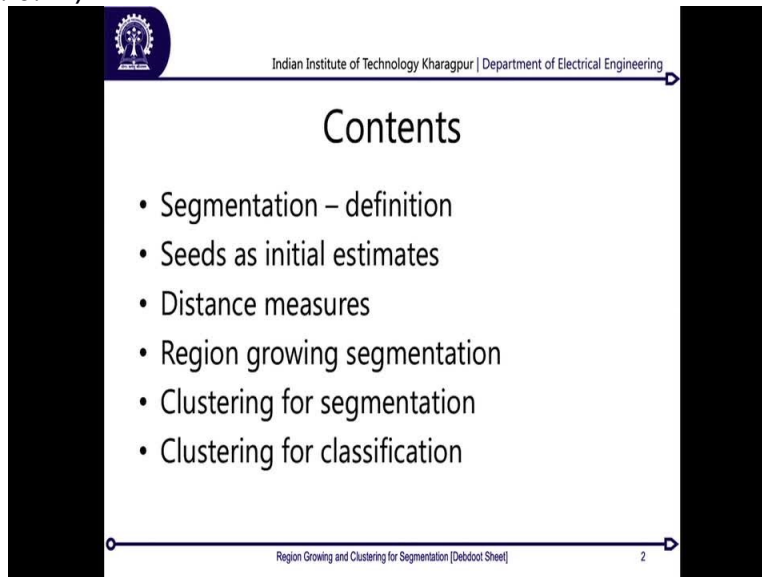 Indian Institute of Technology Kharagpur | Department of Electrical Engineering
Contents
• Segmentation – definition
• Seeds as initial estimates
• Distance measures
• Region growing segmentation
• Clustering for segmentation
• Clustering for classification
Region Growing and Clustering for Segmentation [Debdoot Sheet]
2